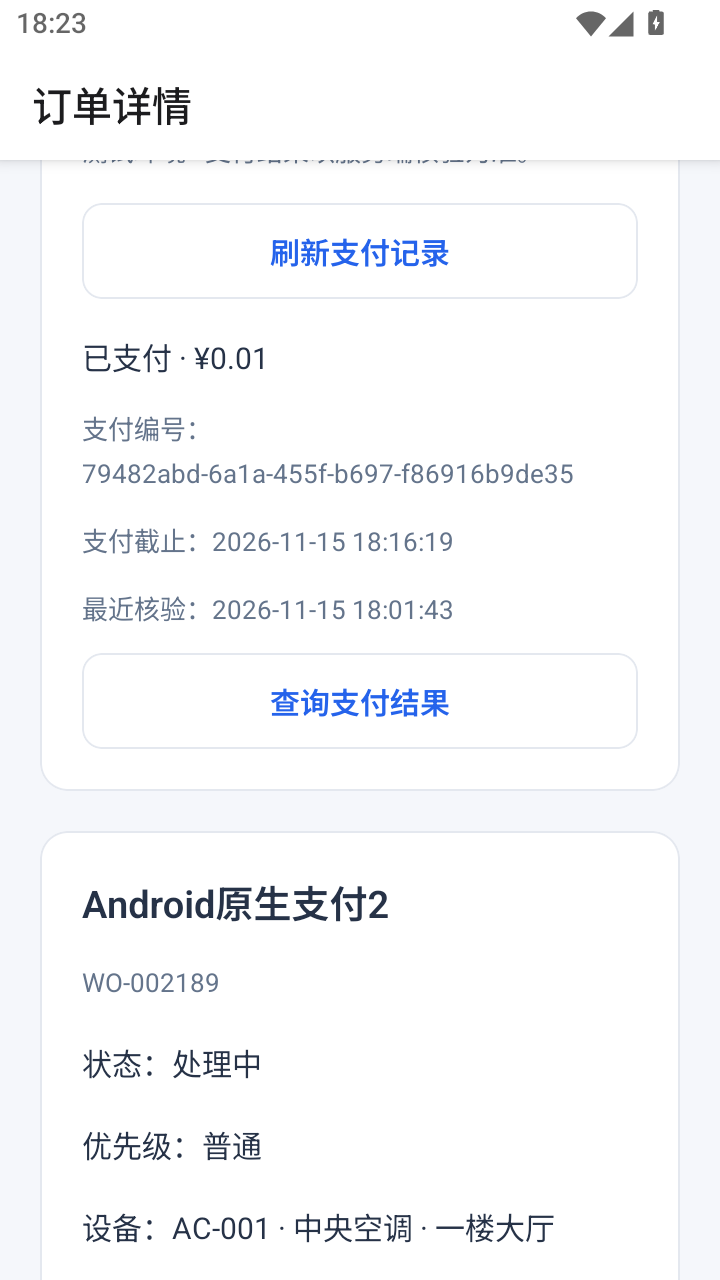 18:23
订单详情
刷新支付记录
已支付 · ¥0.01
支付编号：
79482abd-6a1a-455f-b697-f86916b9de35
支付截止：2026-11-15 18:16:19
最近核验：2026-11-15 18:01:43
查询支付结果
Android原生支付2
WO-002189
状态：处理中
优先级：普通
设备：AC-001 · 中央空调 · 一楼大厅